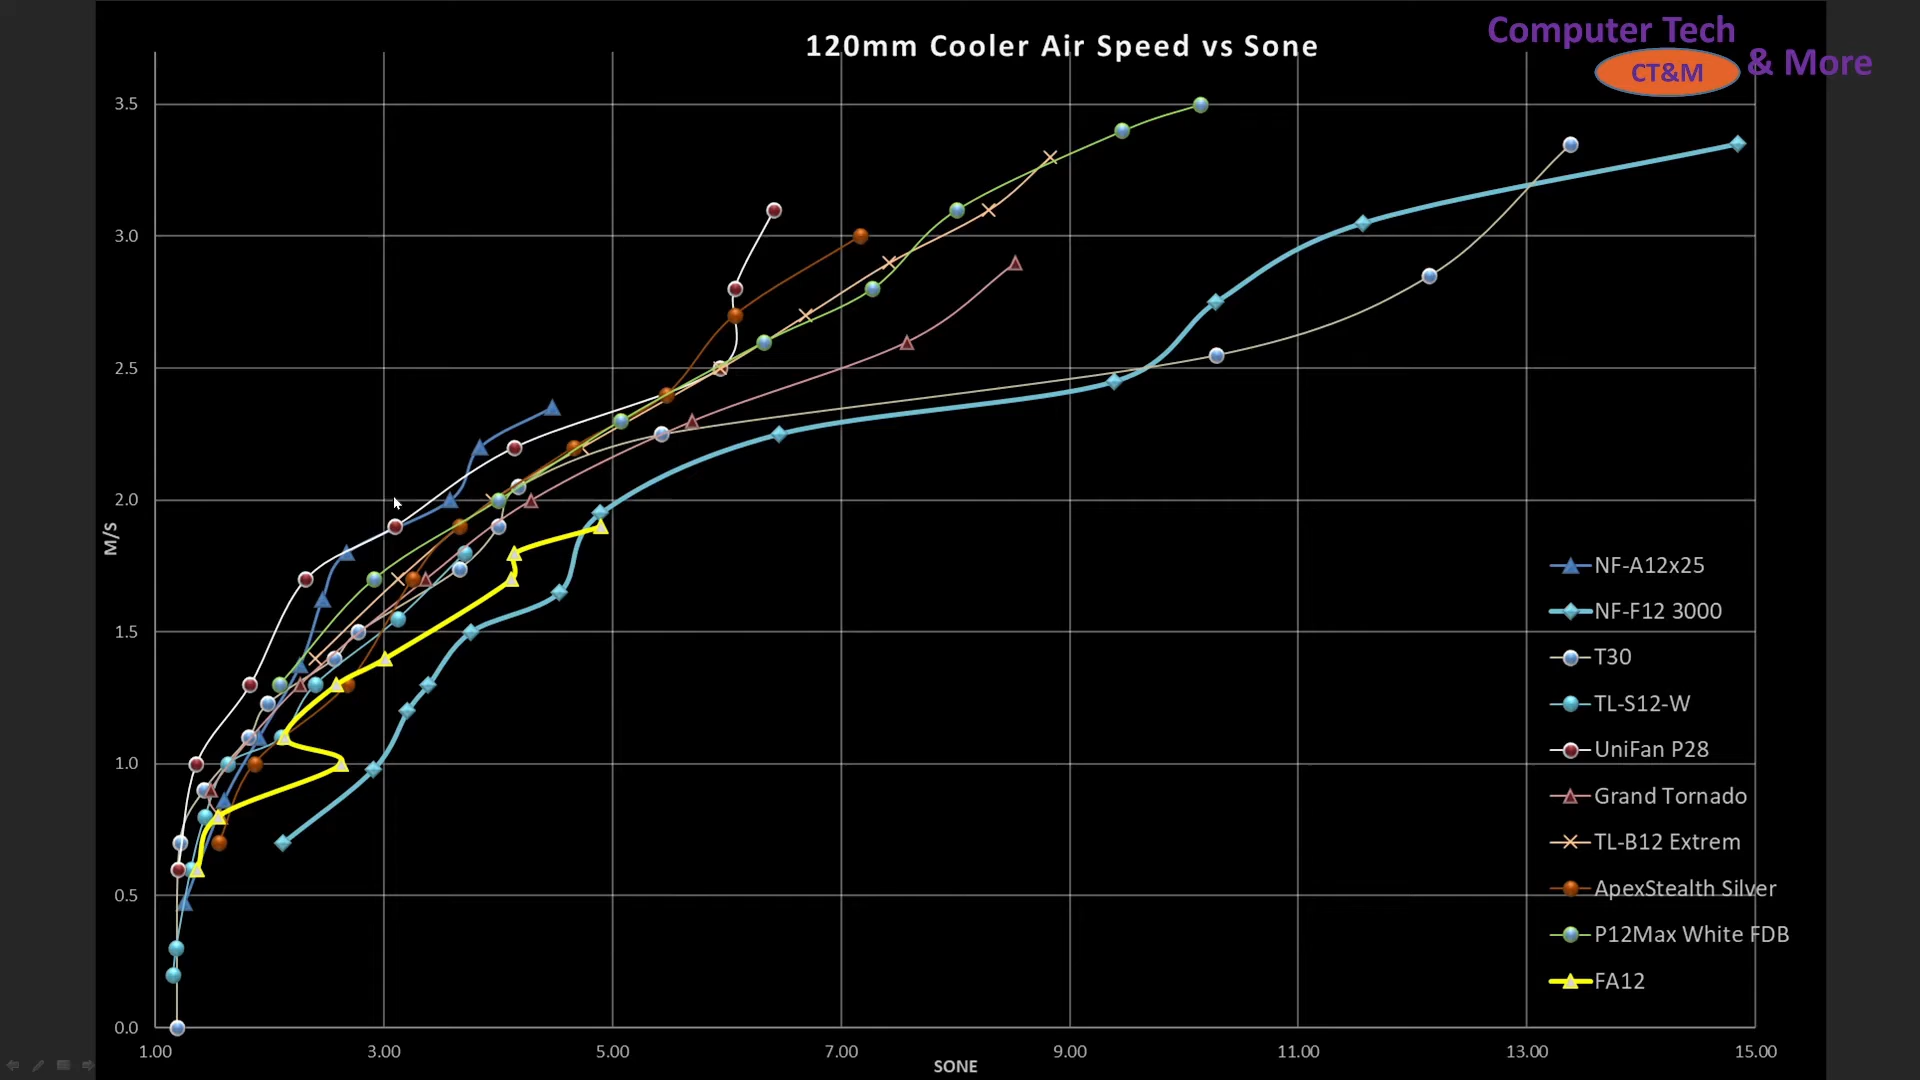 120mm Cooler Air Speed vs Sone
Computer Tech
CT&M
& More
3.5
3.0
2.5
2.0
1.5
1.0
0.5
0.0
M/S
1.00
3.00
5.00
7.00
9.00
11.00
13.00
15.00
SONE
NF-A12x25
NF-F12 3000
T30
TL-S12-W
UniFan P28
Grand Tornado
TL-B12 Extrem
ApexStealth Silver
P12Max White FDB
FA12